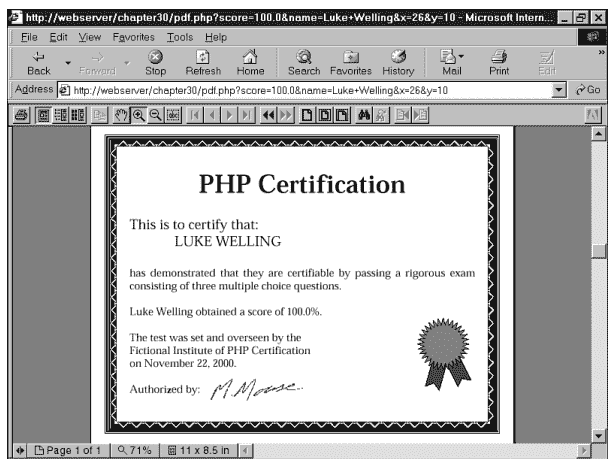 http://webserver/chapter30/pdf.php?score=100.0&name=Luke+Welling&x=26&y=10 - Microsoft Intern...
File Edit View Favorites Tools Help
Back Forward Stop Refresh Home Search Favorites History Mail Print Edit
Address http://webserver/chapter30/pdf.php?score=100.0&name=Luke+Welling&x=26&y=10 Go
PHP Certification
This is to certify that:
LUKE WELLING
has demonstrated that they are certifiable by passing a rigorous exam
consisting of three multiple choice questions.
Luke Welling obtained a score of 100.0%.
The test was set and overseen by the
Fictional Institute of PHP Certification
on November 22, 2000.
Authorized by: M.Mouse
Page 1 of 1 71% 11 x 8.5 in